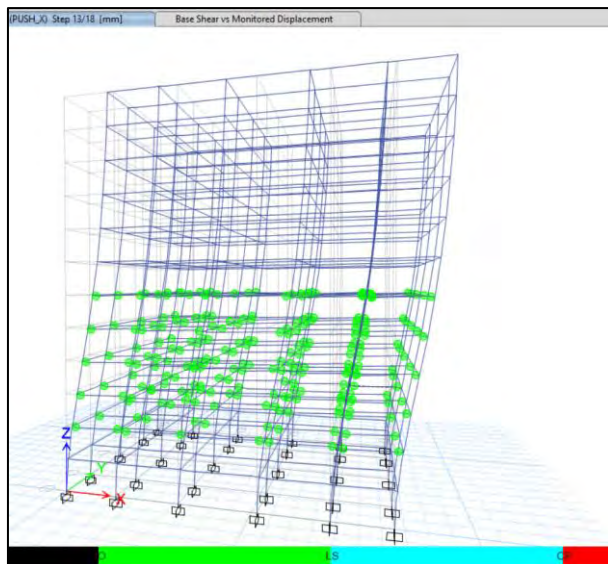 (PUSH_X) Step 13/18 [mm] Base Shear vs Monitored Displacement
Z
Y
X
LS